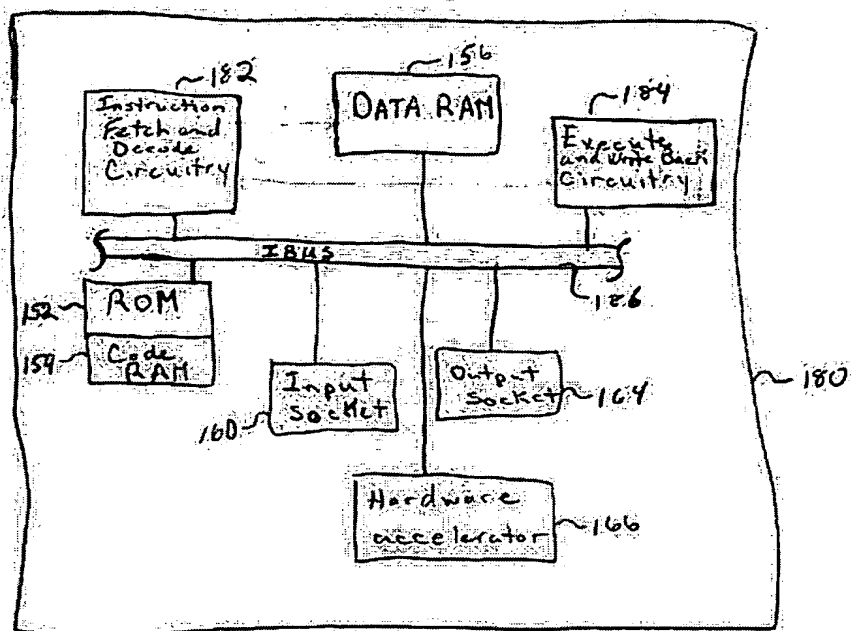 182
Instruction
Fetch and
Decode
Circuitry
156
DATA RAM
184
Execute
and Write Back
Circuitry
IBUS
186
152
ROM
154
Code
RAM
160
Input
Socket
Output
Socket
164
180
Hardware
accelerator
166